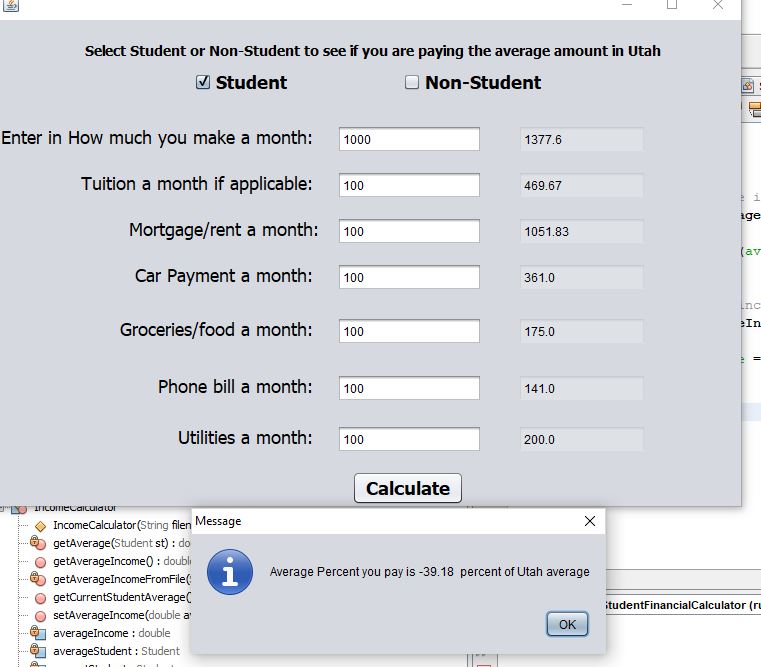 Select Student or Non-Student to see if you are paying the average amount in Utah
Student Non-Student
Enter in How much you make a month: 1000 1377.6
Tuition a month if applicable: 100 469.67
Mortgage/rent a month: 100 1051.83
Car Payment a month: 100 361.0
Groceries/food a month: 100 175.0
Phone bill a month: 100 141.0
Utilities a month: 100 200.0
Calculate
IncomeCalculator
IncomeCalculator(String
getAverage(Student st) :
getAverageIncome() :
getAverageIncomeFromFile(
getCurrentStudentAverage()
setAverageIncome(double
averageIncome : double
averageStudent : Student
Message
Average Percent you pay is -39.18 percent of Utah average
OK
StudentFinancialCalculator